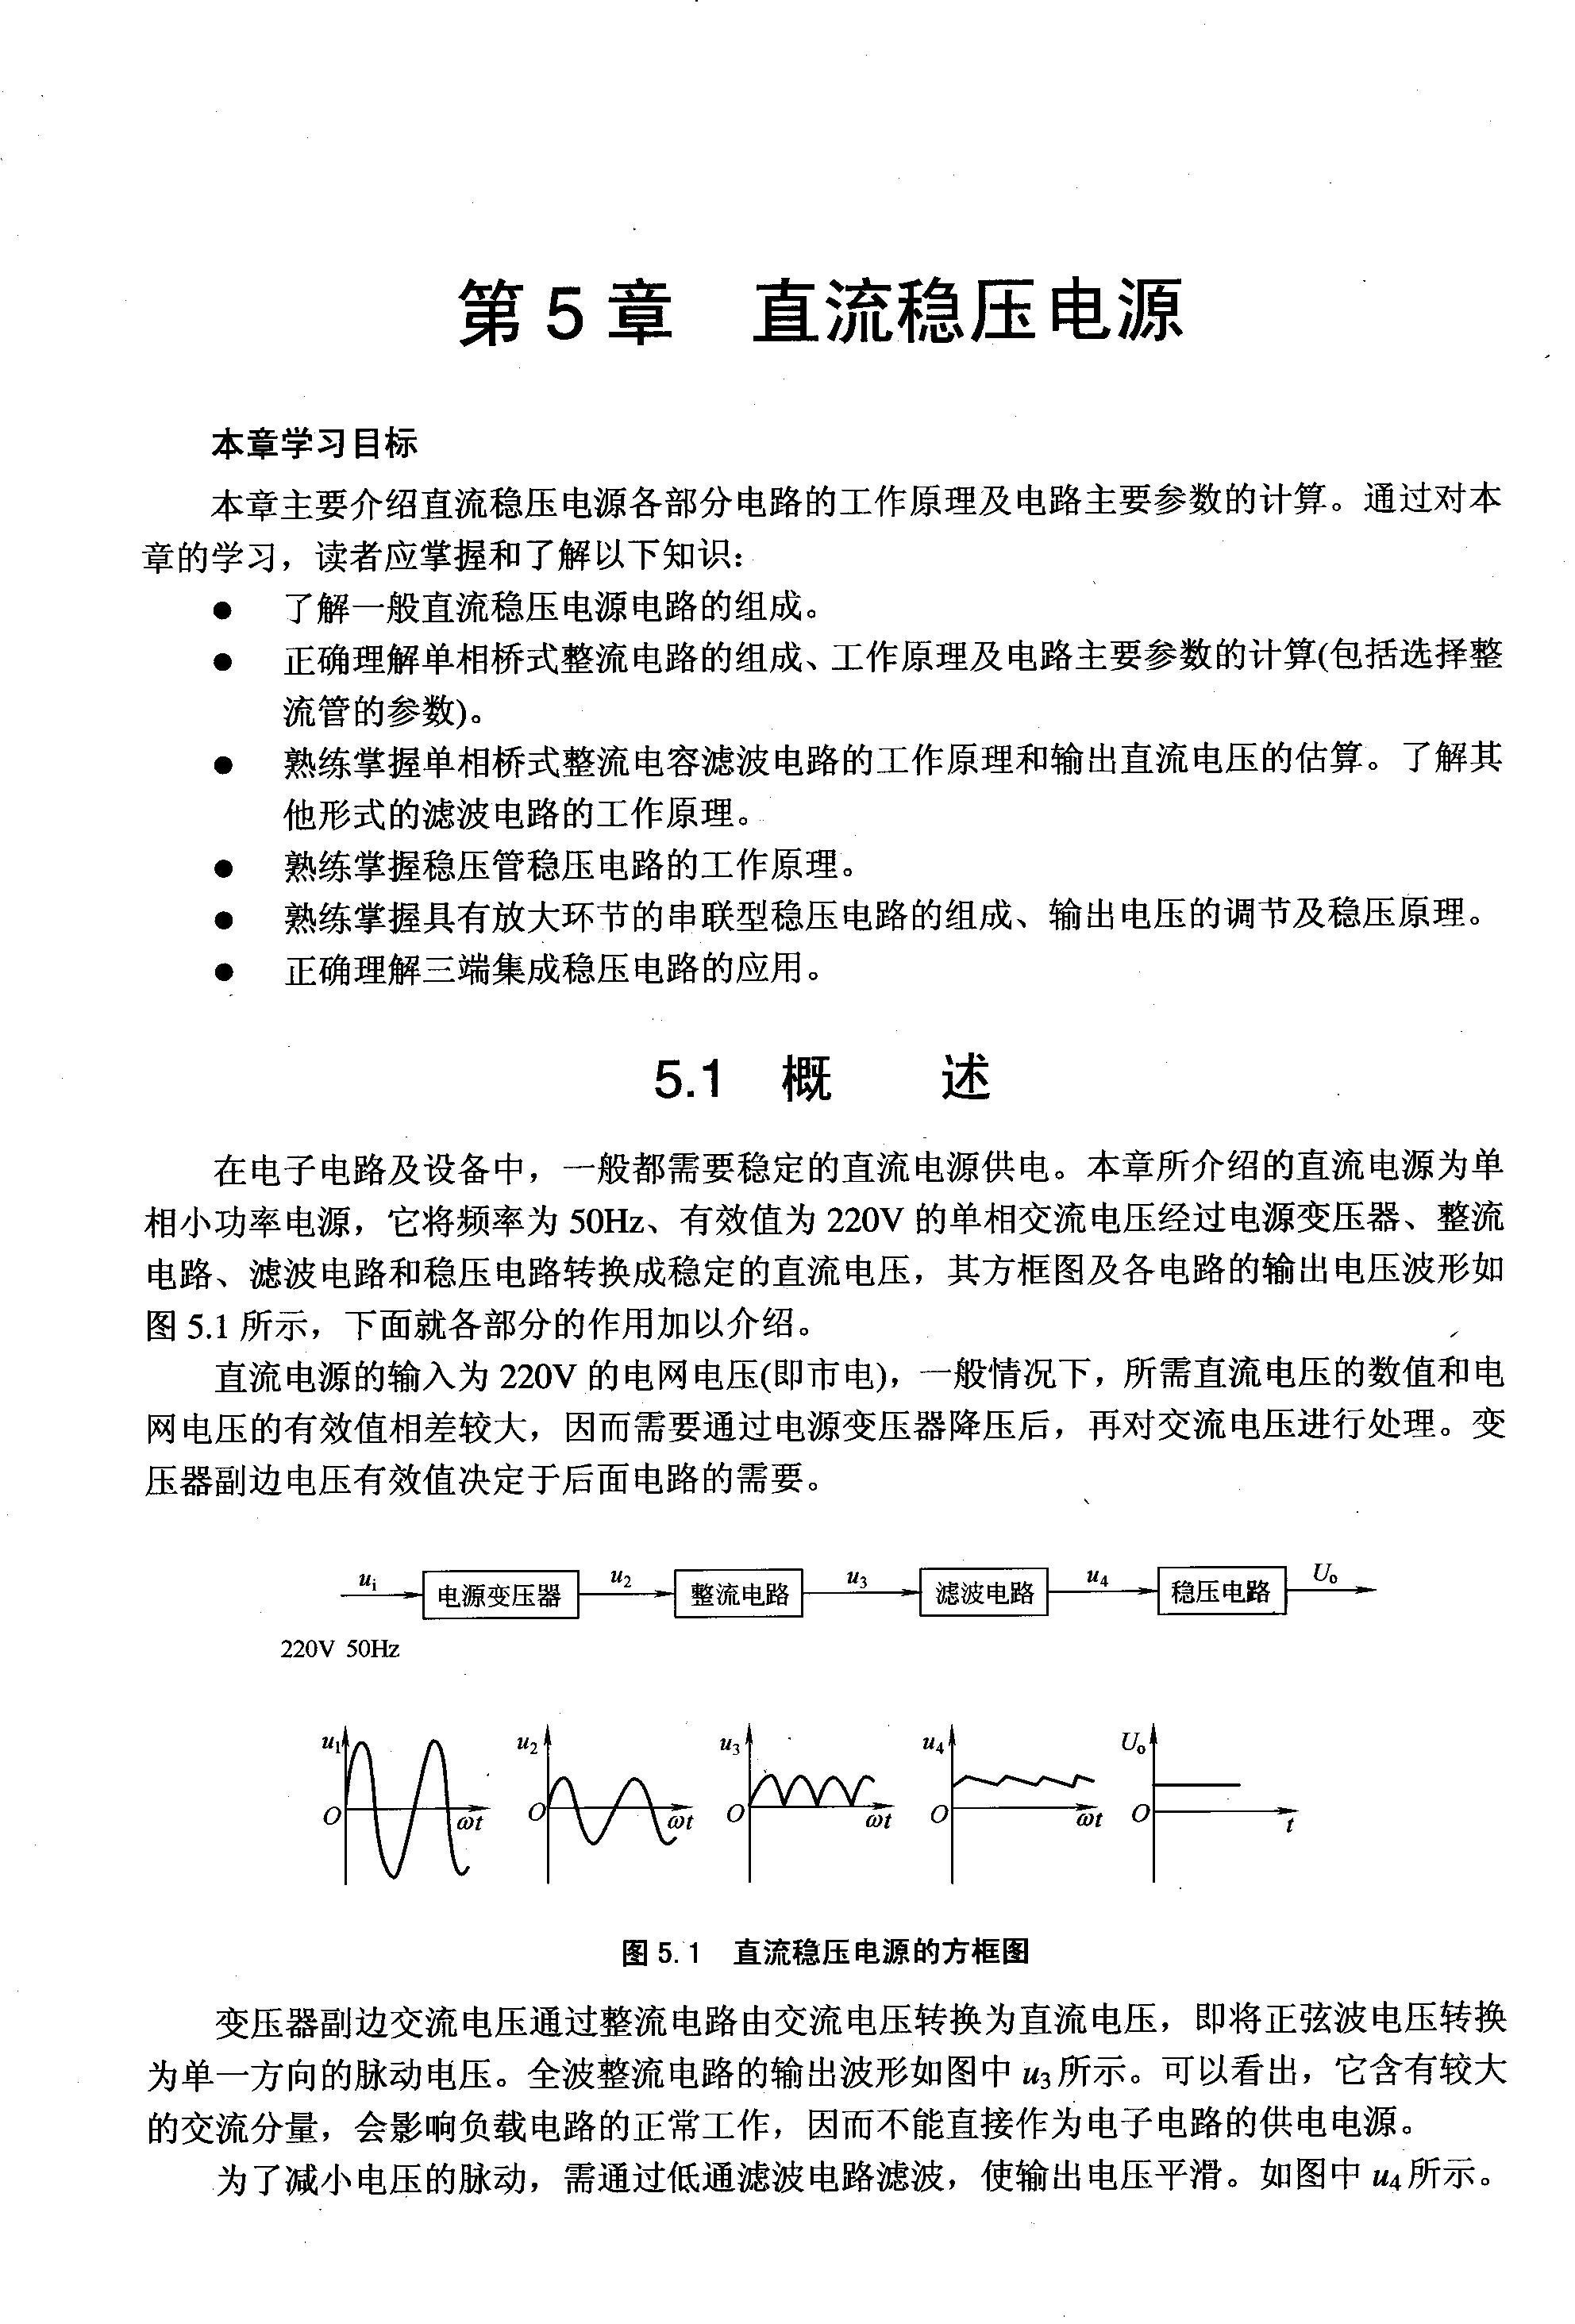 第5章 直流稳压电源
本章学习目标
本章主要介绍直流稳压电源各部分电路的工作原理及电路主要参数的计算。通过对本
章的学习，读者应掌握和了解以下知识：
● 了解一般直流稳压电源电路的组成。
● 正确理解单相桥式整流电路的组成、工作原理及电路主要参数的计算(包括选择整
流管的参数)。
● 熟练掌握单相桥式整流电容滤波电路的工作原理和输出直流电压的估算。了解其
他形式的滤波电路的工作原理。
● 熟练掌握稳压管稳压电路的工作原理。
● 熟练掌握具有放大环节的串联型稳压电路的组成、输出电压的调节及稳压原理。
● 正确理解三端集成稳压电路的应用。
5.1 概 述
在电子电路及设备中，一般都需要稳定的直流电源供电。本章所介绍的直流电源为单
相小功率电源，它将频率为 50Hz、有效值为 220V 的单相交流电压经过电源变压器、整流
电路、滤波电路和稳压电路转换成稳定的直流电压，其方框图及各电路的输出电压波形如
图 5.1 所示，下面就各部分的作用加以介绍。
直流电源的输入为 220V 的电网电压(即市电)，一般情况下，所需直流电压的数值和电
网电压的有效值相差较大，因而需要通过电源变压器降压后，再对交流电压进行处理。变
压器副边电压有效值决定于后面电路的需要。
ui 电源变压器 u2 整流电路 u3 滤波电路 u4 稳压电路 Uo
220V 50Hz
u1 u2 u3 u4 Uo
O ωt O ωt O ωt O ωt O t
图 5.1 直流稳压电源的方框图
变压器副边交流电压通过整流电路由交流电压转换为直流电压，即将正弦波电压转换
为单一方向的脉动电压。全波整流电路的输出波形如图中 u3 所示。可以看出，它含有较大
的交流分量，会影响负载电路的正常工作，因而不能直接作为电子电路的供电电源。
为了减小电压的脉动，需通过低通滤波电路滤波，使输出电压平滑。如图中 u4 所示。